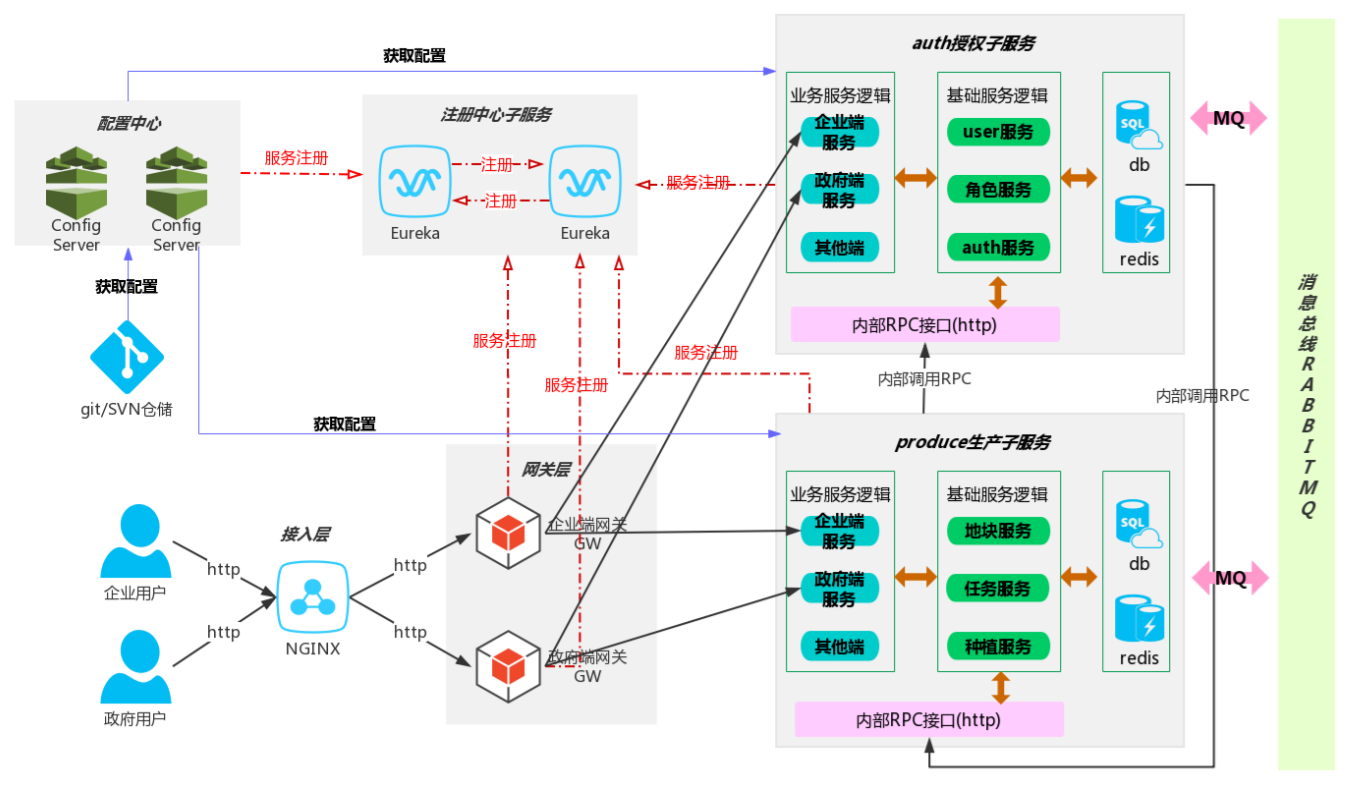 获取配置
配置中心
Config
Server
Config
Server
获取配置
git/SVN仓储
服务注册
注册中心子服务
注册
注册
Eureka
Eureka
服务注册
服务注册
服务注册
服务注册
获取配置
企业用户
政府用户
http
http
接入层
NGINX
http
http
网关层
企业端网关
GW
政府端网关
GW
auth授权子服务
业务服务逻辑
企业端
服务
政府端
服务
其他端
基础服务逻辑
user服务
角色服务
auth服务
SQL
db
redis
内部RPC接口(http)
MQ
内部调用RPC
内部调用RPC
produce生产子服务
业务服务逻辑
企业端
服务
政府端
服务
其他端
基础服务逻辑
地块服务
任务服务
种植服务
SQL
db
redis
内部RPC接口(http)
MQ
消息总线RABBITMQ